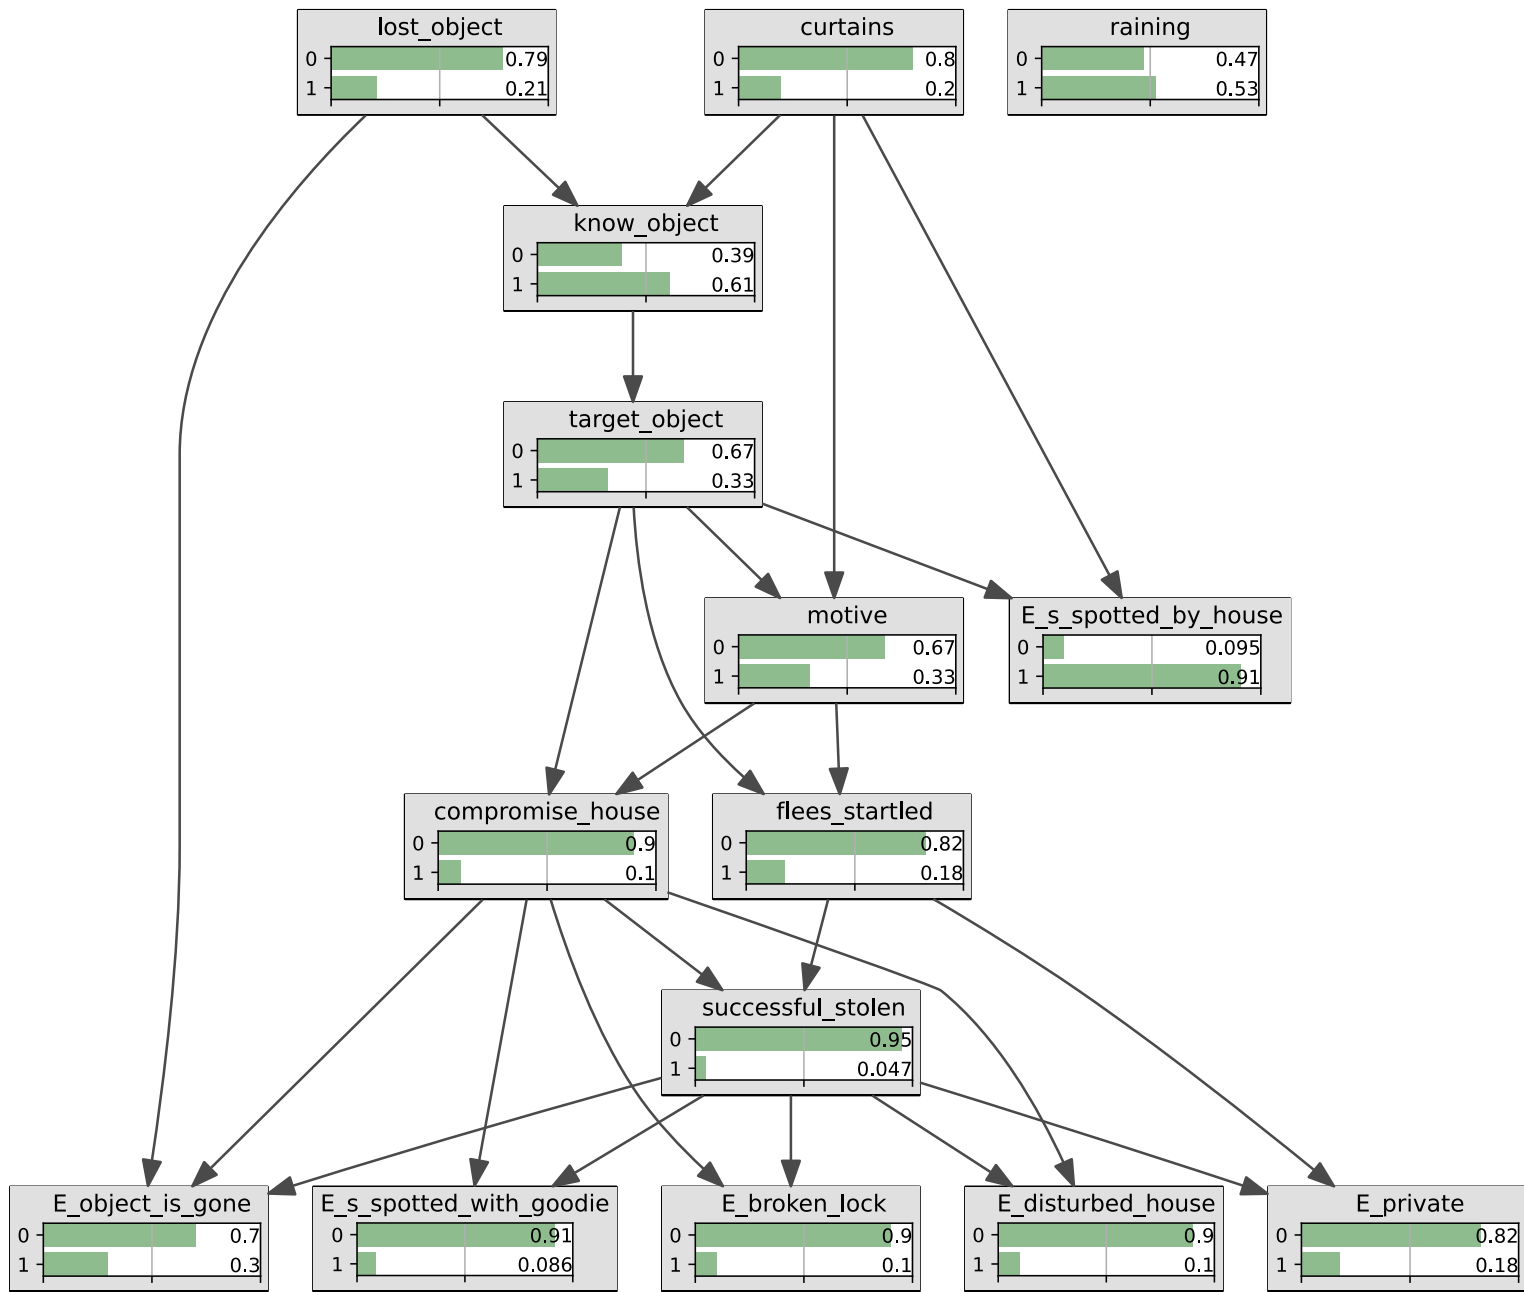 lost_object
0 0.79
1 0.21
curtains
0 0.8
1 0.2
raining
0 0.47
1 0.53
know_object
0 0.39
1 0.61
target_object
0 0.67
1 0.33
motive
0 0.67
1 0.33
E_s_spotted_by_house
0 0.095
1 0.91
compromise_house
0 0.9
1 0.1
flees_startled
0 0.82
1 0.18
successful_stolen
0 0.95
1 0.047
E_object_is_gone
0 0.7
1 0.3
E_s_spotted_with_goodie
0 0.91
1 0.086
E_broken_lock
0 0.9
1 0.1
E_disturbed_house
0 0.9
1 0.1
E_private
0 0.82
1 0.18